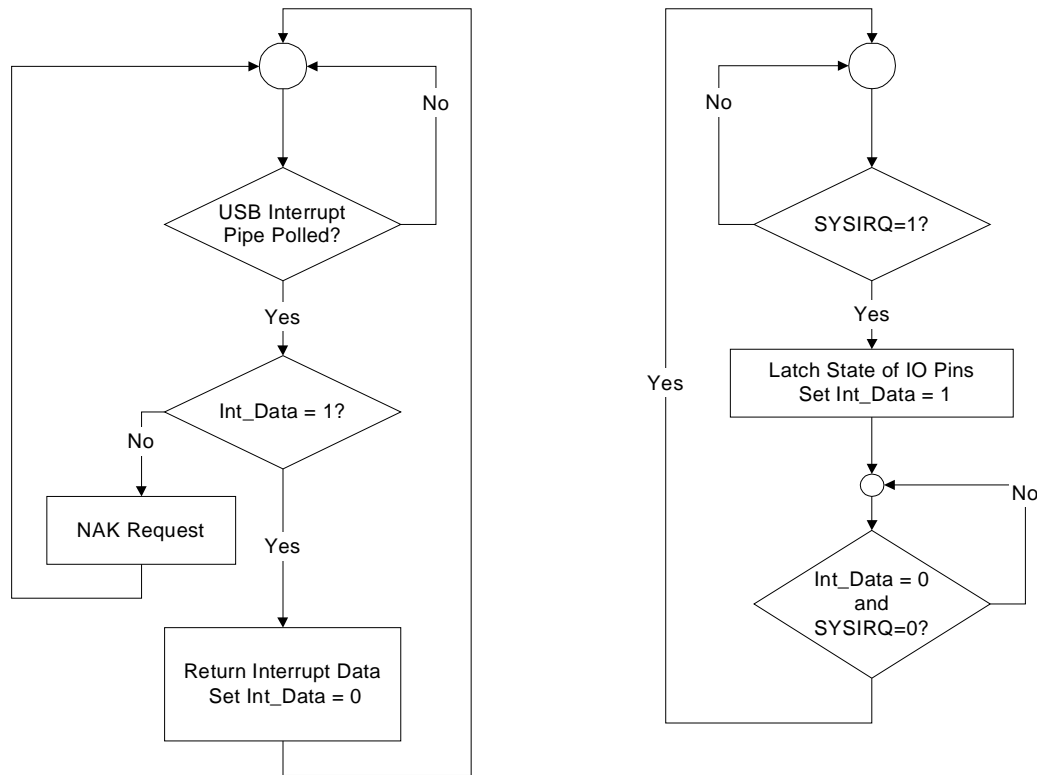 No
USB Interrupt
Pipe Polled?
Yes
Int_Data = 1?
No
NAK Request
Yes
Return Interrupt Data
Set Int_Data = 0
No
SYSIRQ=1?
Yes
Latch State of IO Pins
Set Int_Data = 1
Yes
No
Int_Data = 0
and
SYSIRQ=0?